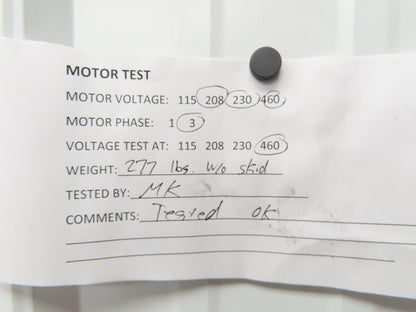 MOTOR TEST
MOTOR VOLTAGE: 115 208 230 460
MOTOR PHASE: 1 3
VOLTAGE TEST AT: 115 208 230 460
WEIGHT: 277 lbs. w/o skid
TESTED BY: MK
COMMENTS: Tested OK